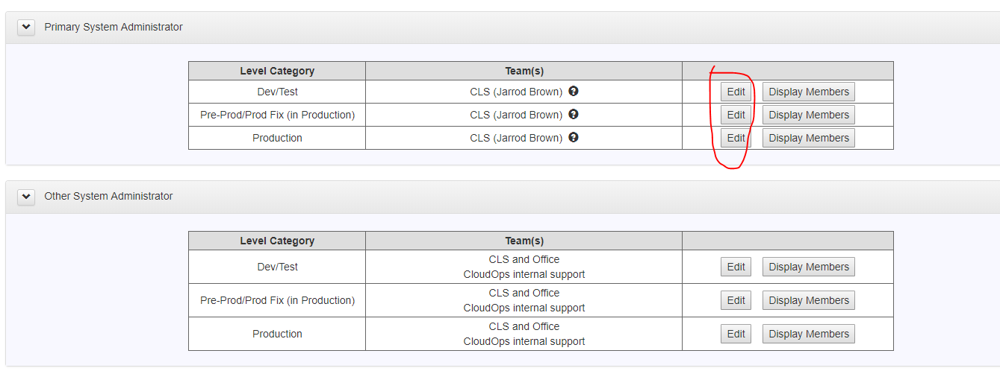 Primary System Administrator
Level Category Team(s)
Dev/Test CLS (Jarrod Brown) ? Edit Display Members
Pre-Prod/Prod Fix (in Production) CLS (Jarrod Brown) ? Edit Display Members
Production CLS (Jarrod Brown) ? Edit Display Members
Other System Administrator
Level Category Team(s)
Dev/Test CLS and Office
CloudOps internal support Edit Display Members
Pre-Prod/Prod Fix (in Production) CLS and Office
CloudOps internal support Edit Display Members
Production CLS and Office
CloudOps internal support Edit Display Members